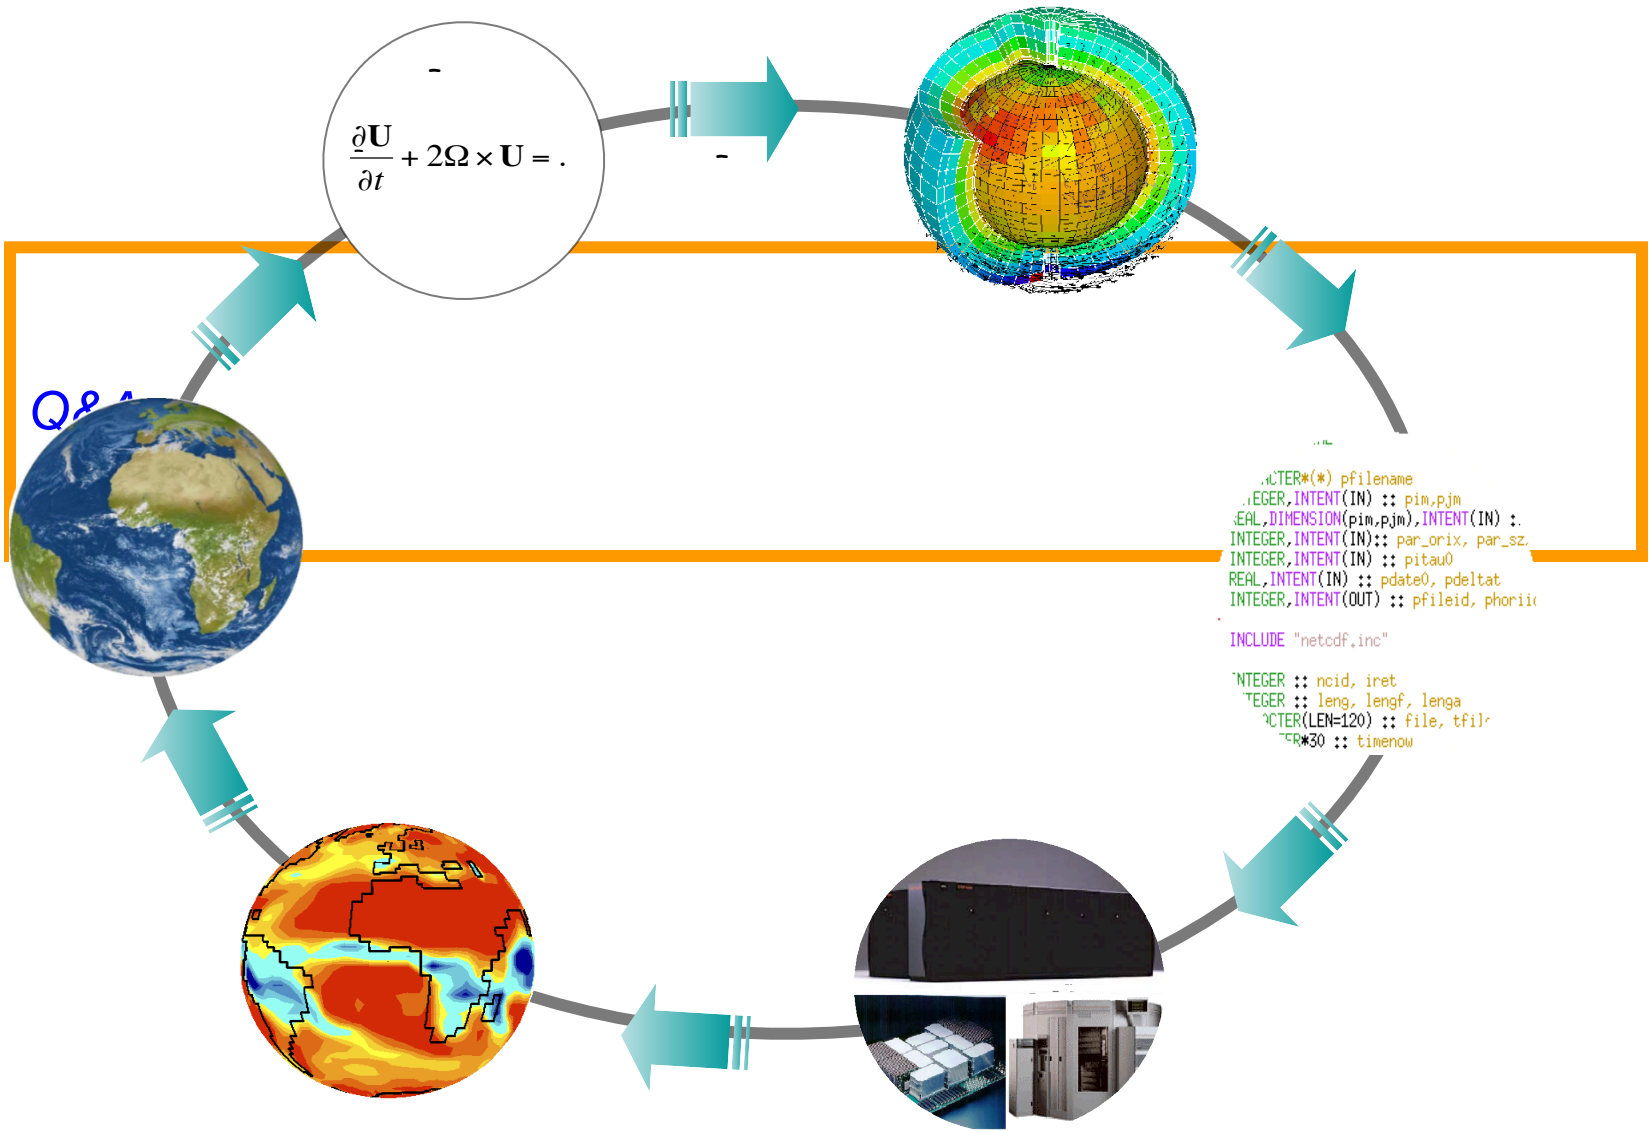 ∂U/∂t + 2Ω × U = .
Q&A
CTER*(*) pfilename
TEGER,INTENT(IN) :: pim,pjm
EAL,DIMENSION(pim,pjm),INTENT(IN) :
INTEGER,INTENT(IN):: par_orix, par_sz,
INTEGER,INTENT(IN) :: pitau0
REAL,INTENT(IN) :: pdate0, pdeltat
INTEGER,INTENT(OUT) :: pfileid, phorii
INCLUDE "netcdf.inc"
NTEGER :: ncid, iret
TEGER :: leng, lengf, lenga
CTER(LEN=120) :: file, tfil
ER*30 :: timenow